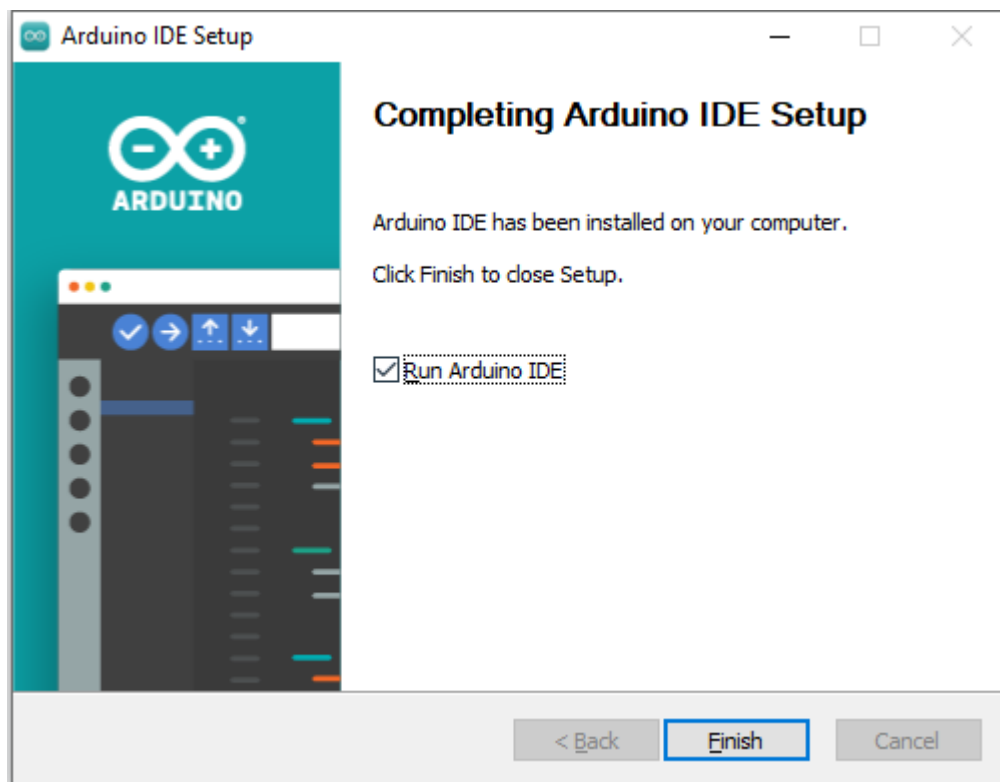 Arduino IDE Setup
ARDUINO
Completing Arduino IDE Setup
Arduino IDE has been installed on your computer.
Click Finish to close Setup.
Run Arduino IDE
< Back
Finish
Cancel